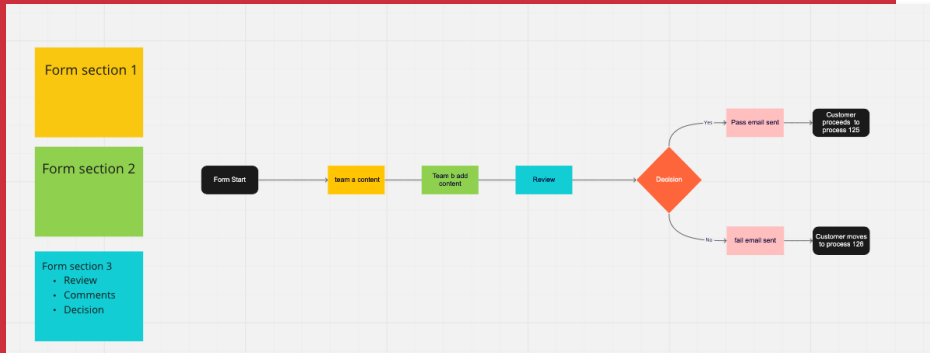 Form section 1
Form section 2
Form section 3
• Review
• Comments
• Decision
Form Start
team a content
Team b add
content
Review
Decision
Yes
Pass email sent
Customer
proceeds to
process 125
No
fail email sent
Customer moves
to process 126